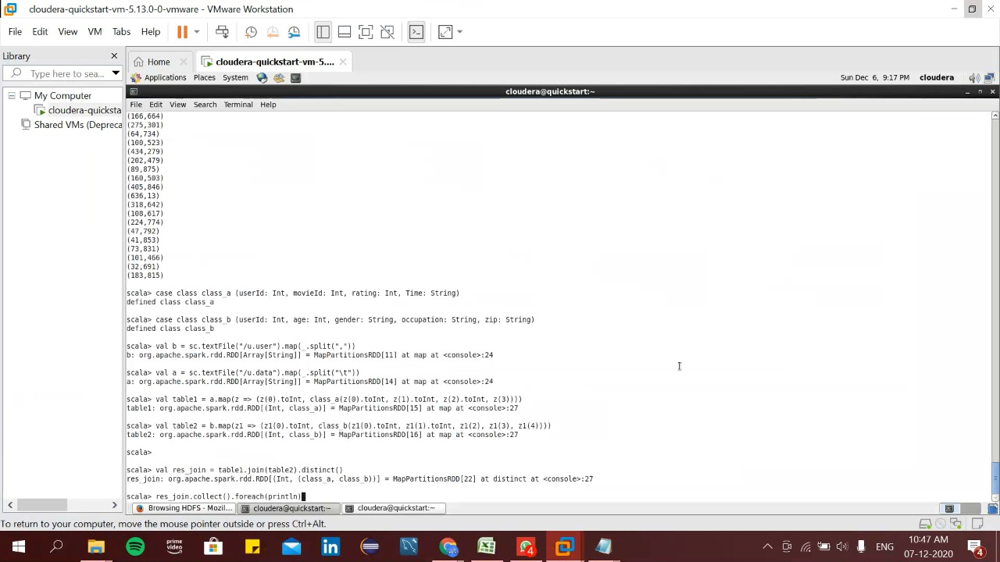 cloudera-quickstart-vm-5.13.0-0-vmware - VMware Workstation
File Edit View VM Tabs Help
Library
Type here to sea...
My Computer
cloudera-quicksta
Shared VMs (Depreca
Home
cloudera-quickstart-vm-5....
Applications Places System
Sun Dec 6, 9:17 PM cloudera
cloudera@quickstart:~
File Edit View Search Terminal Help
(166,664)
(275,301)
(64,734)
(100,523)
(434,279)
(202,479)
(89,875)
(160,503)
(405,846)
(636,13)
(318,642)
(108,617)
(224,774)
(47,792)
(41,853)
(73,831)
(101,466)
(32,691)
(183,815)
scala> case class class_a (userId: Int, movieId: Int, rating: Int, Time: String)
defined class class_a
scala> case class class_b (userId: Int, age: Int, gender: String, occupation: String, zip: String)
defined class class_b
scala> val b = sc.textFile("/u.user").map(_.split(","))
b: org.apache.spark.rdd.RDD[Array[String]] = MapPartitionsRDD[11] at map at <console>:24
scala> val a = sc.textFile("/u.data").map(_.split("\t"))
a: org.apache.spark.rdd.RDD[Array[String]] = MapPartitionsRDD[14] at map at <console>:24
scala> val table1 = a.map(z => (z(0).toInt, class_a(z(0).toInt, z(1).toInt, z(2).toInt, z(3))))
table1: org.apache.spark.rdd.RDD[(Int, class_a)] = MapPartitionsRDD[15] at map at <console>:27
scala> val table2 = b.map(z1 => (z1(0).toInt, class_b(z1(0).toInt, z1(1).toInt, z1(2), z1(3), z1(4))))
table2: org.apache.spark.rdd.RDD[(Int, class_b)] = MapPartitionsRDD[16] at map at <console>:27
scala>
scala> val res_join = table1.join(table2).distinct()
res_join: org.apache.spark.rdd.RDD[(Int, (class_a, class_b))] = MapPartitionsRDD[22] at distinct at <console>:27
scala> res_join.collect().foreach(println)
Browsing HDFS - Mozil...
cloudera@quickstart:~
cloudera@quickstart:~
To return to your computer, move the mouse pointer outside or press Ctrl+Alt.
prime video
4
ENG
10:47 AM
07-12-2020
4